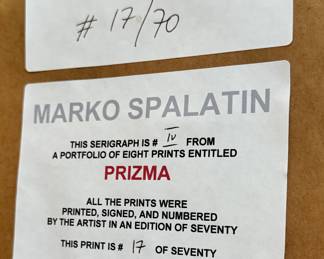 # 17/70
MARKO SPALATIN
THIS SERIGRAPH IS # IV FROM
A PORTFOLIO OF EIGHT PRINTS ENTITLED
PRIZMA
ALL THE PRINTS WERE
PRINTED, SIGNED, AND NUMBERED
BY THE ARTIST IN AN EDITION OF SEVENTY
THIS PRINT IS # 17 OF SEVENTY